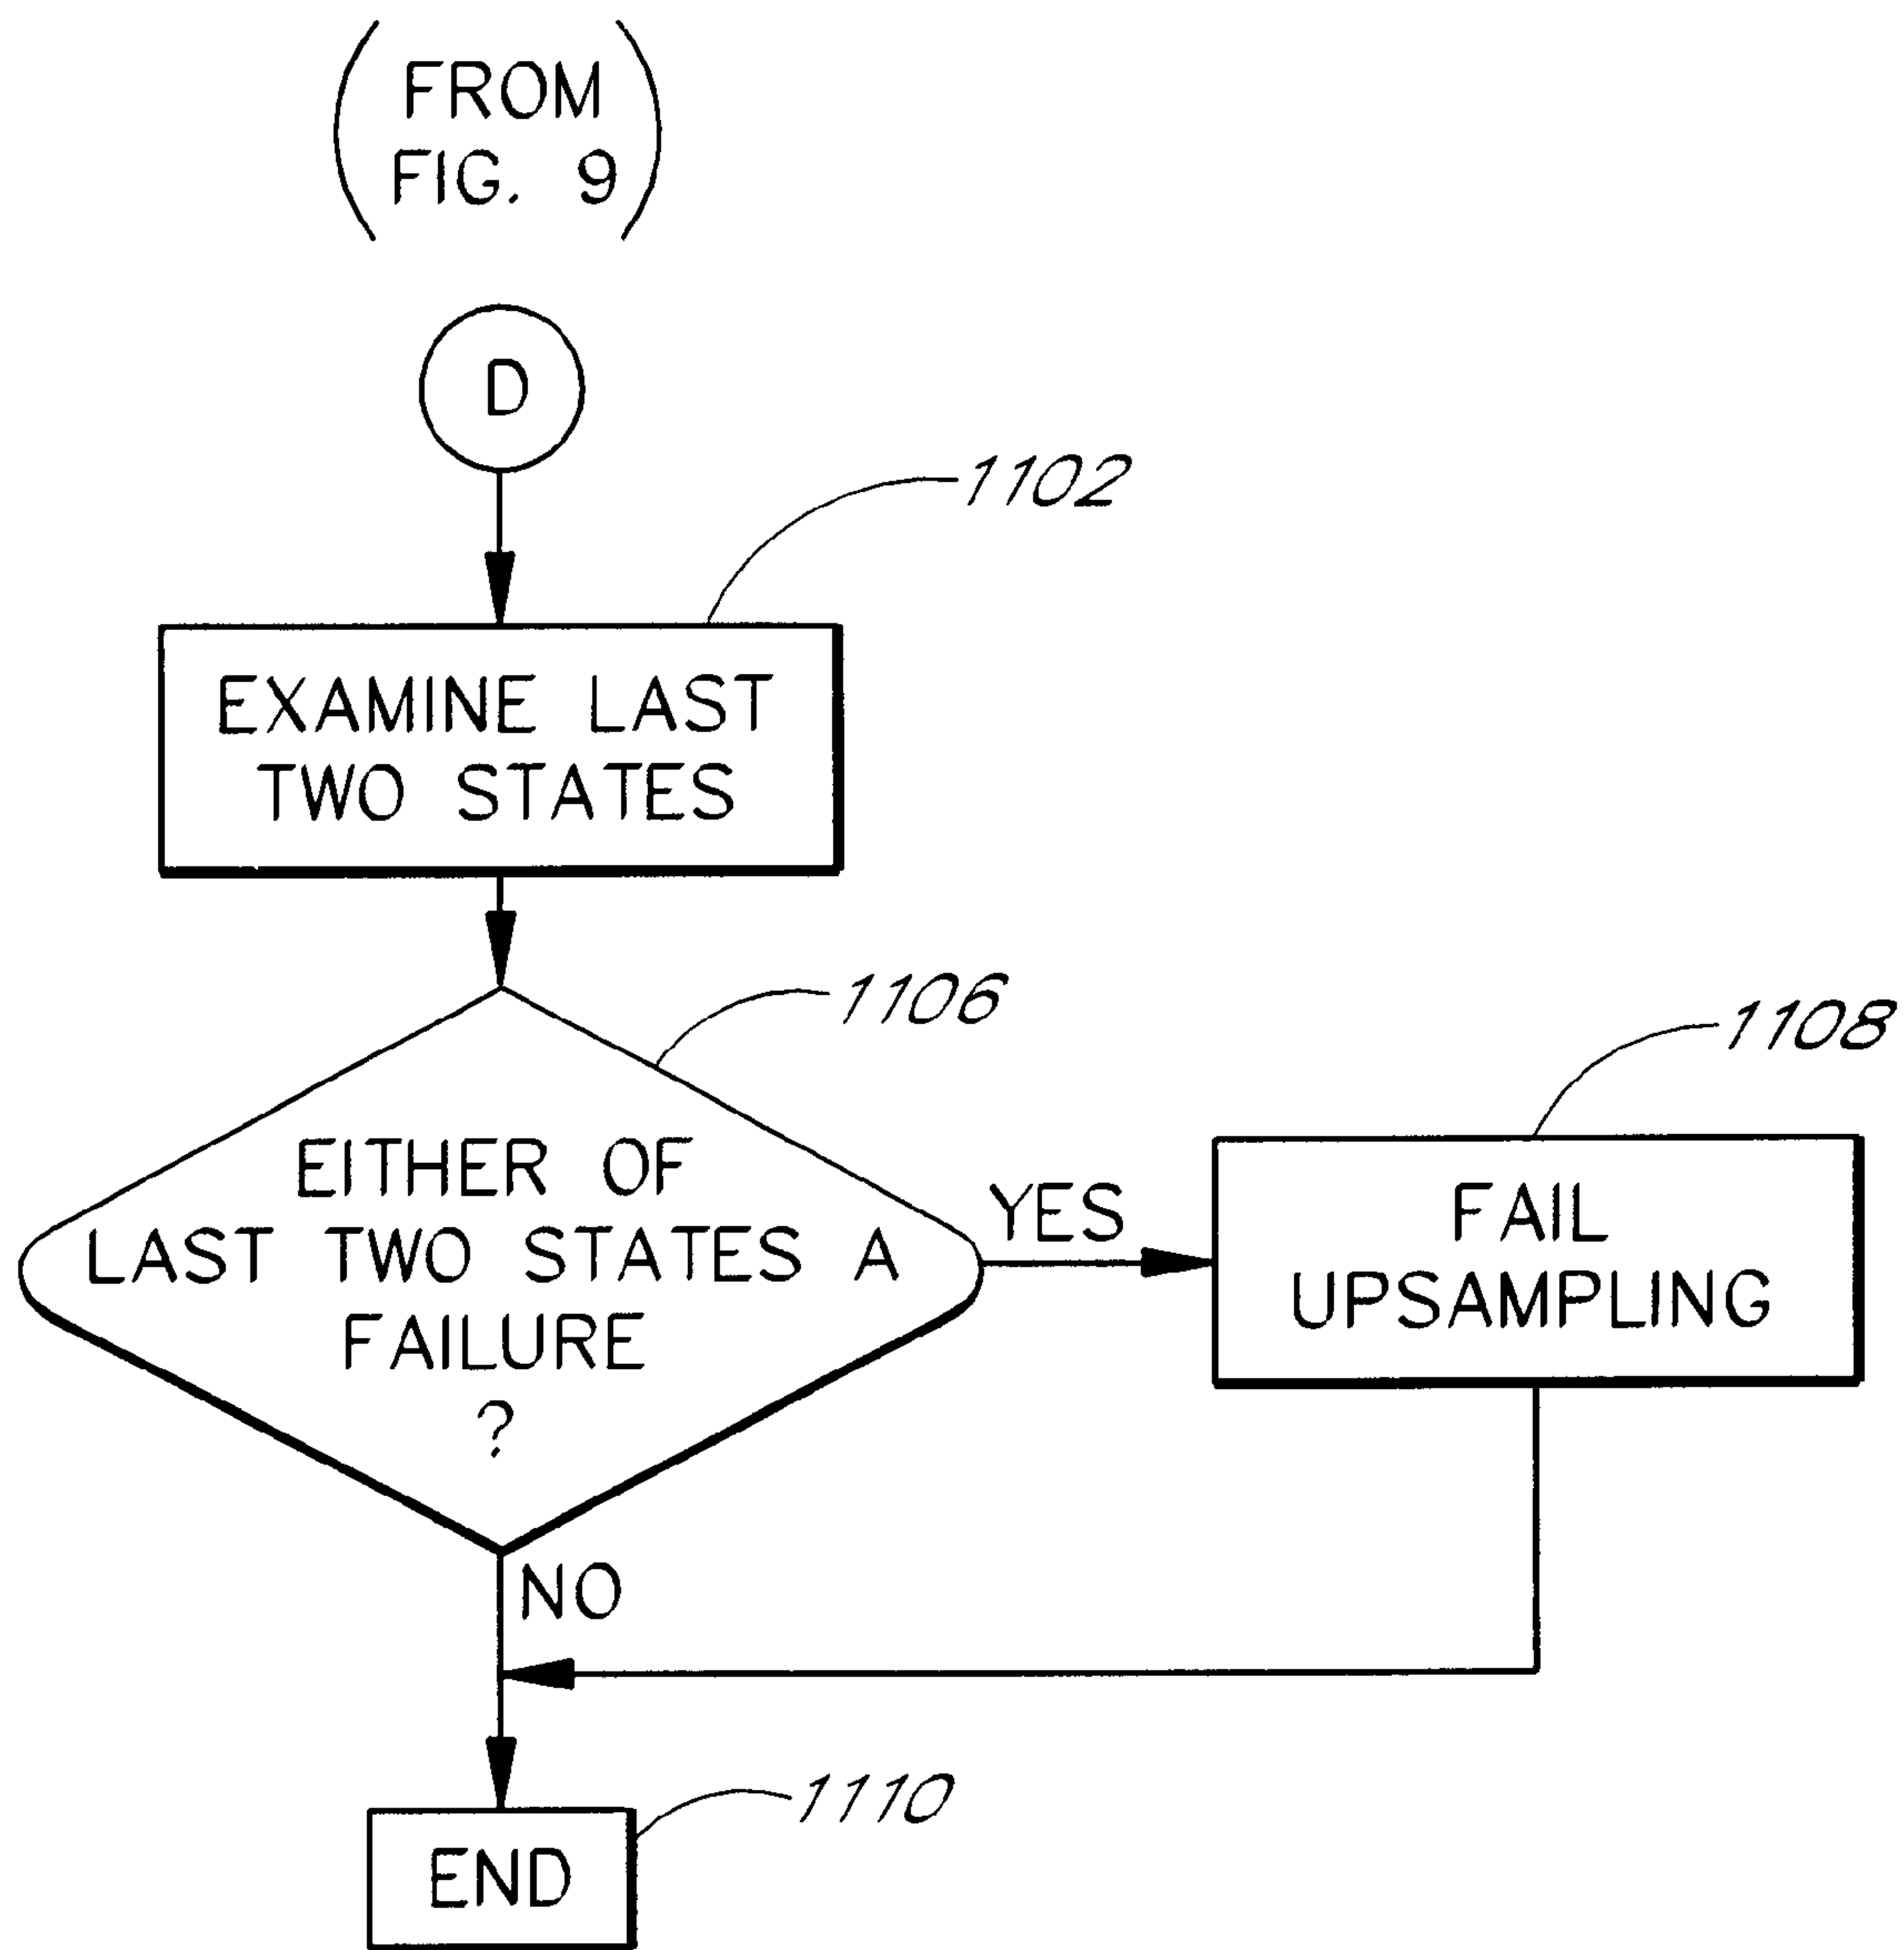 FROM
FIG. 9
D
1102
EXAMINE LAST
TWO STATES
1106
EITHER OF
LAST TWO STATES A
FAILURE
?
YES
1108
FAIL
UPSAMPLING
NO
1110
END